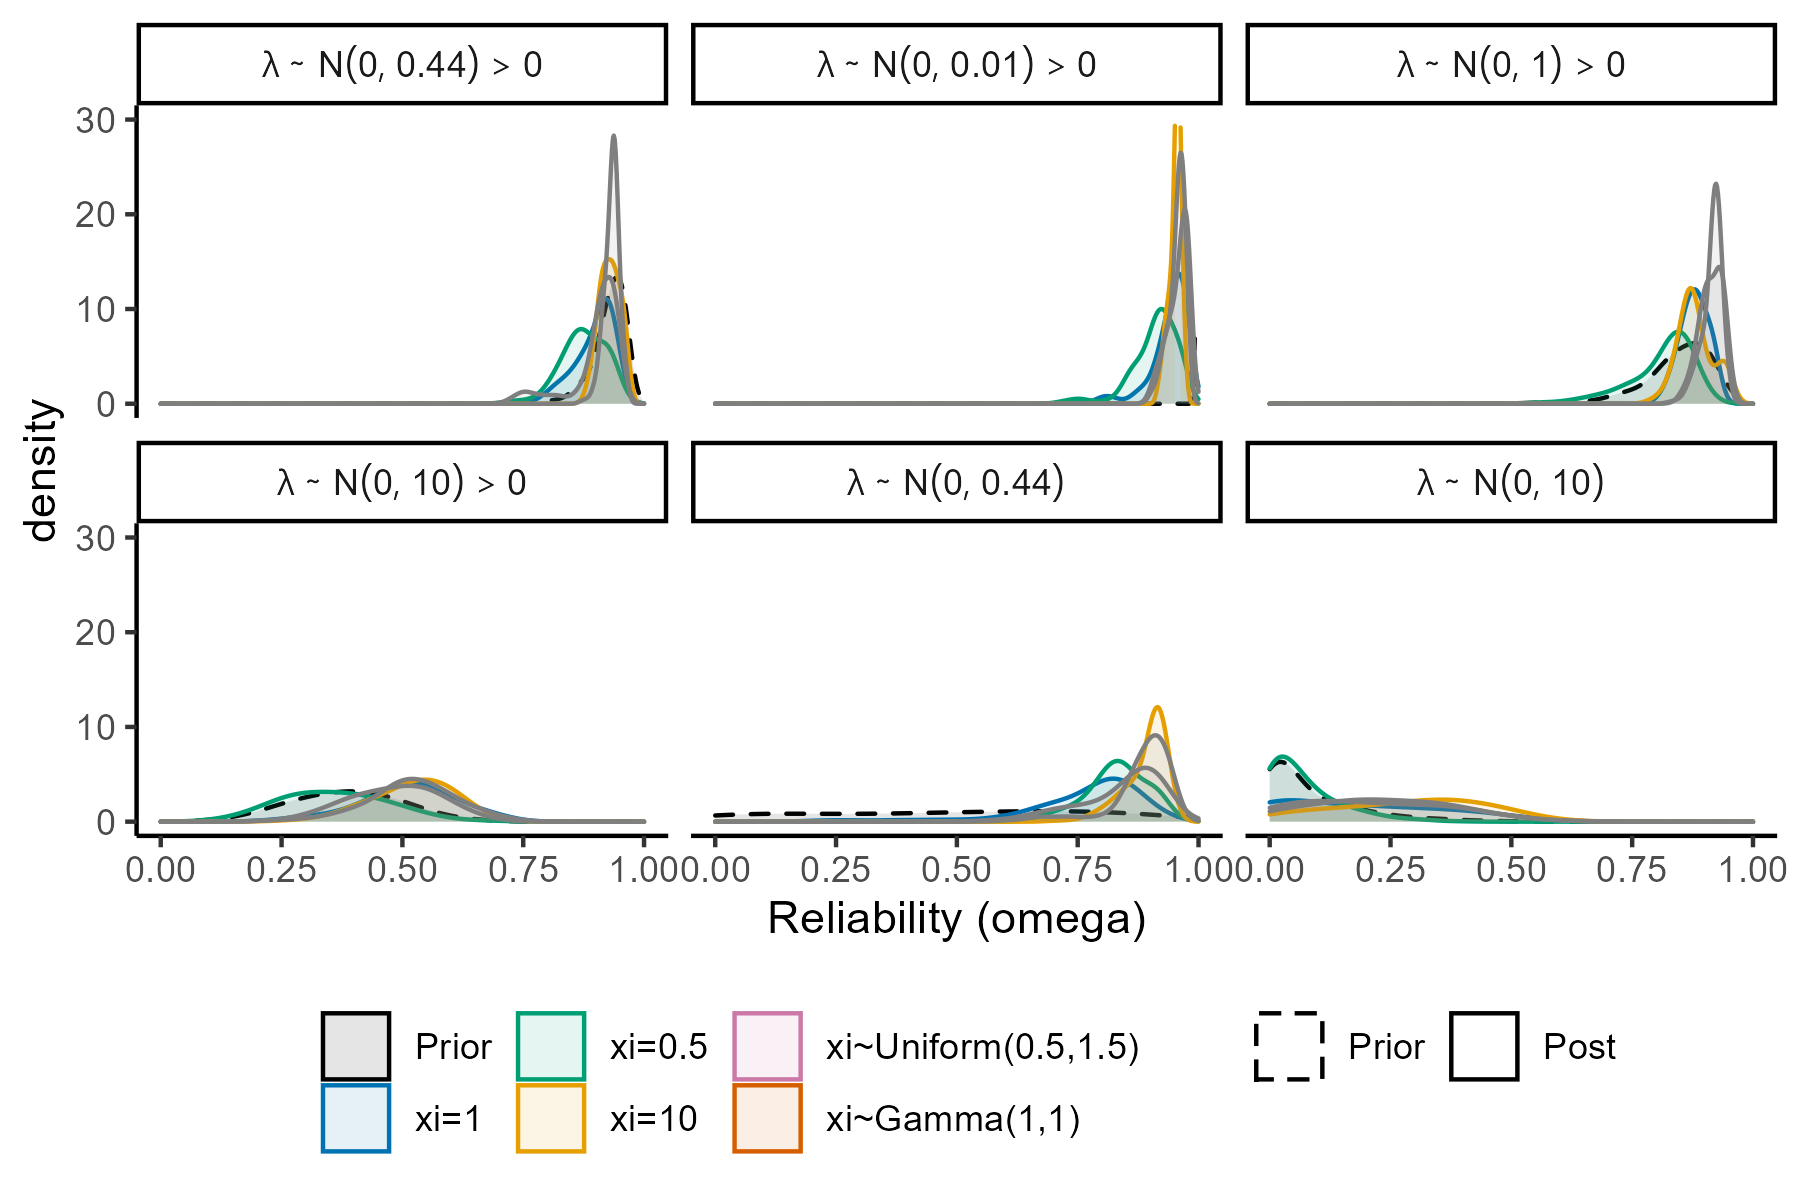 λ ~ N(0, 0.44) > 0
λ ~ N(0, 0.01) > 0
λ ~ N(0, 1) > 0
30
20
10
0
λ ~ N(0, 10) > 0
λ ~ N(0, 0.44)
λ ~ N(0, 10)
30
20
10
0
density
0.00 0.25 0.50 0.75 1.00
0.00 0.25 0.50 0.75 1.00
0.00 0.25 0.50 0.75 1.00
Reliability (omega)
Prior
xi=0.5
xi~Uniform(0.5,1.5)
xi=1
xi=10
xi~Gamma(1,1)
Prior
Post